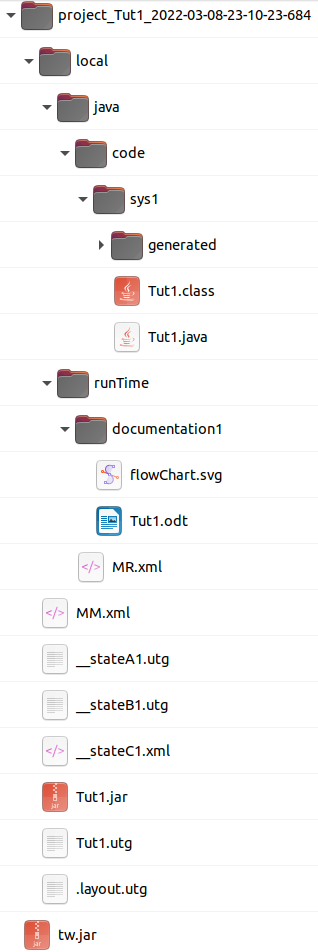 project_Tut1_2022-03-08-23-10-23-684
local
java
code
sys1
generated
Tut1.class
Tut1.java
runTime
documentation1
flowChart.svg
Tut1.odt
MR.xml
MM.xml
__stateA1.utg
__stateB1.utg
__stateC1.xml
jar
Tut1.jar
Tut1.utg
.layout.utg
jar
tw.jar